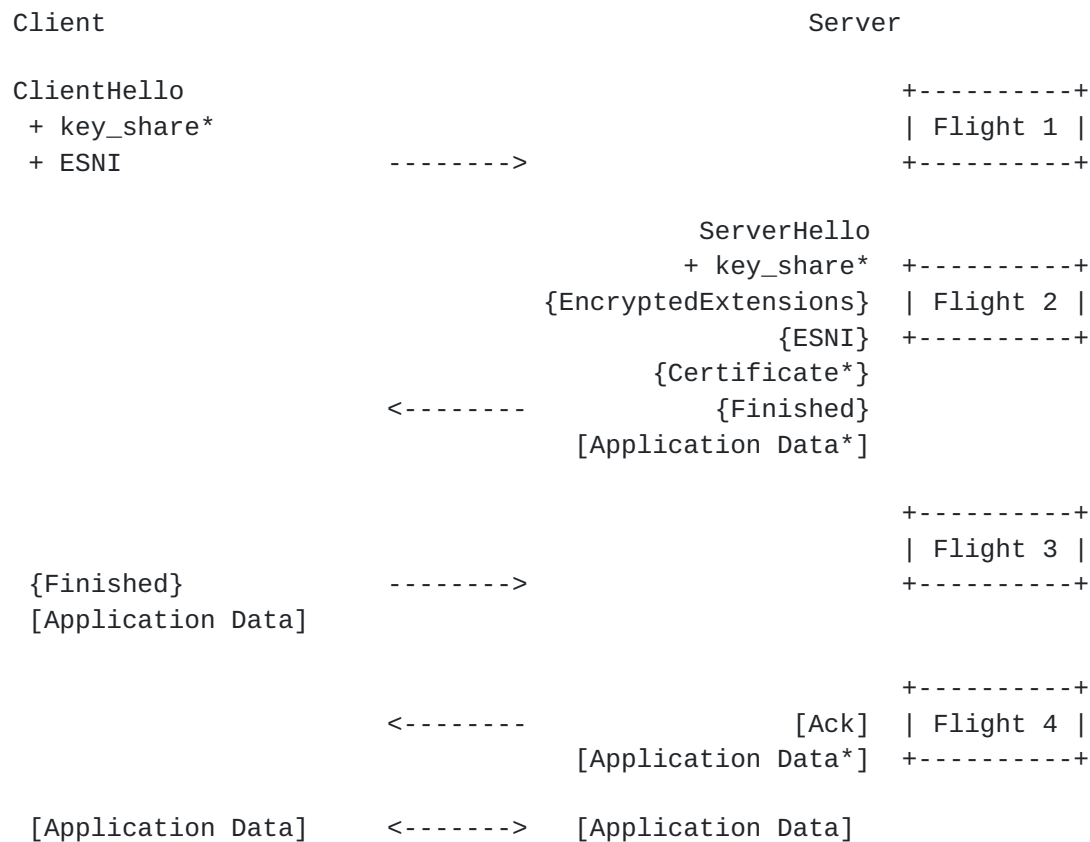 Client                                             Server

ClientHello                                              +----------+
 + key_share*                                            | Flight 1 |
 + ESNI                 -------->                        +----------+

                                            ServerHello
                                           + key_share*  +----------+
                                  {EncryptedExtensions}  | Flight 2 |
                                                 {ESNI}  +----------+
                                         {Certificate*}
                        <--------            {Finished}
                                    [Application Data*]

                                                         +----------+
                                                         | Flight 3 |
 {Finished}             -------->                        +----------+
 [Application Data]

                                                         +----------+
                        <--------                 [Ack]  | Flight 4 |
                                    [Application Data*]  +----------+

 [Application Data]     <------->   [Application Data]